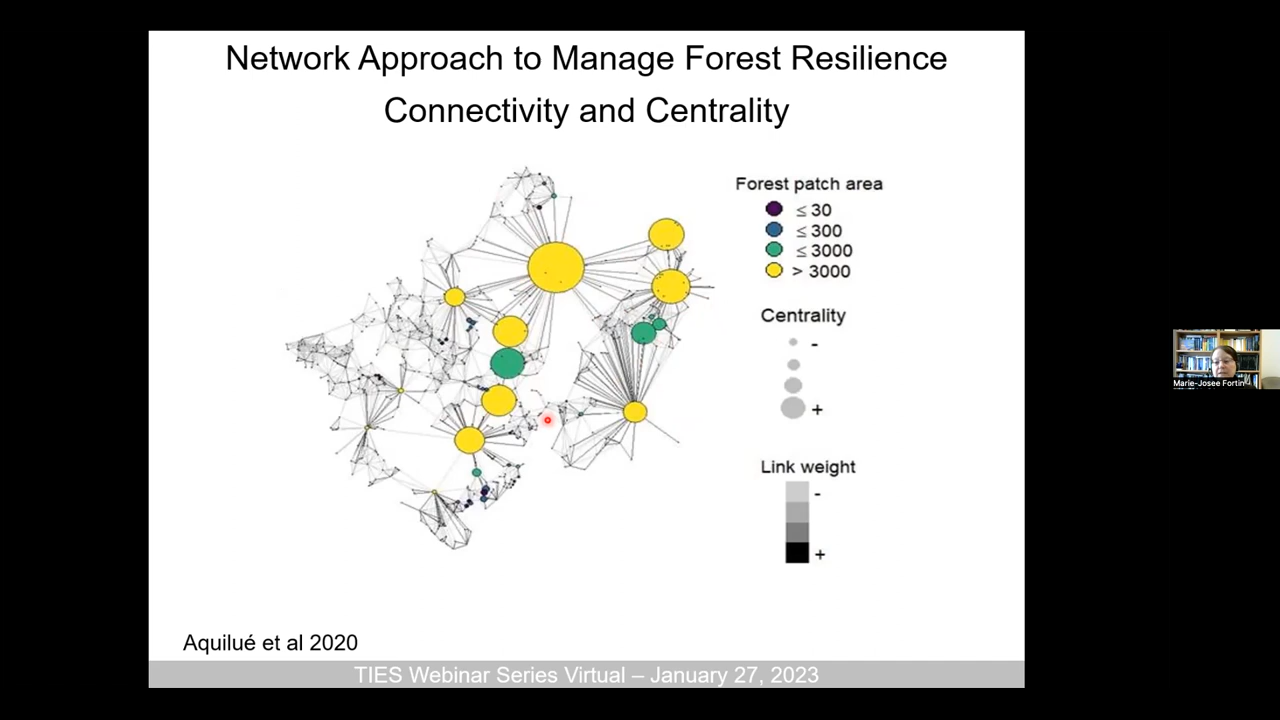 Network Approach to Manage Forest Resilience
Connectivity and Centrality
Forest patch area
≤ 30
≤ 300
≤ 3000
> 3000
Centrality
-
+
Link weight
-
+
Marie-Josee Fortin
Aquilué et al 2020
TIES Webinar Series Virtual – January 27, 2023